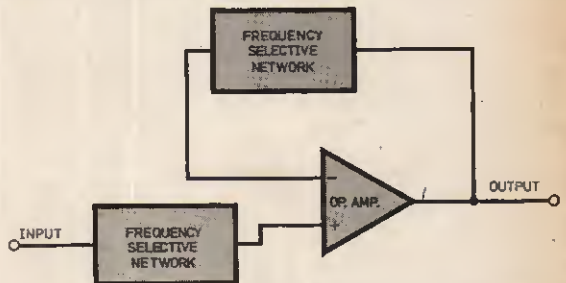 FREQUENCY
SELECTIVE
NETWORK
−
OP. AMP.
+
OUTPUT
INPUT
FREQUENCY
SELECTIVE
NETWORK